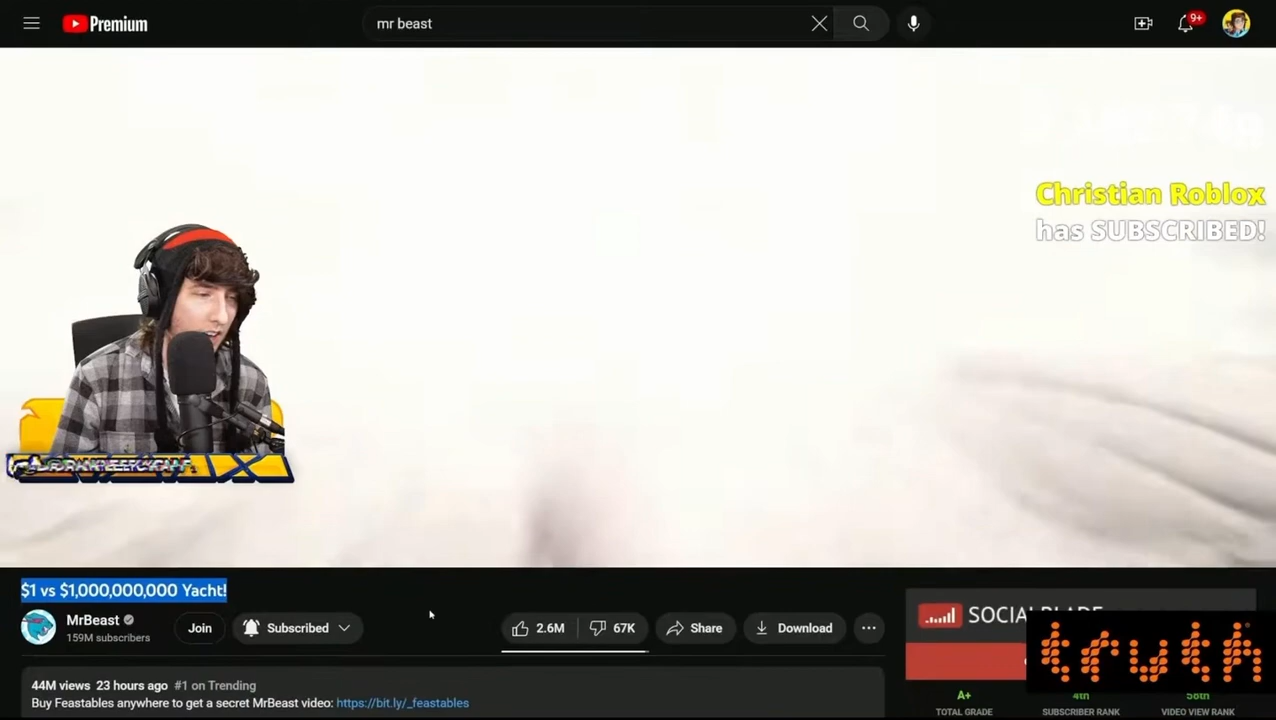 Premium
mr beast
9+
Christian Roblox
has SUBSCRIBED!
$1 vs $1,000,000,000 Yacht!
MrBeast
159M subscribers
Join
Subscribed
2.6M
67K
Share
Download
SOCIALBLADE
truth
A+
TOTAL GRADE
4th
SUBSCRIBER RANK
58th
VIDEO VIEW RANK
44M views 23 hours ago #1 on Trending
Buy Feastables anywhere to get a secret MrBeast video: https://bit.ly/_feastables